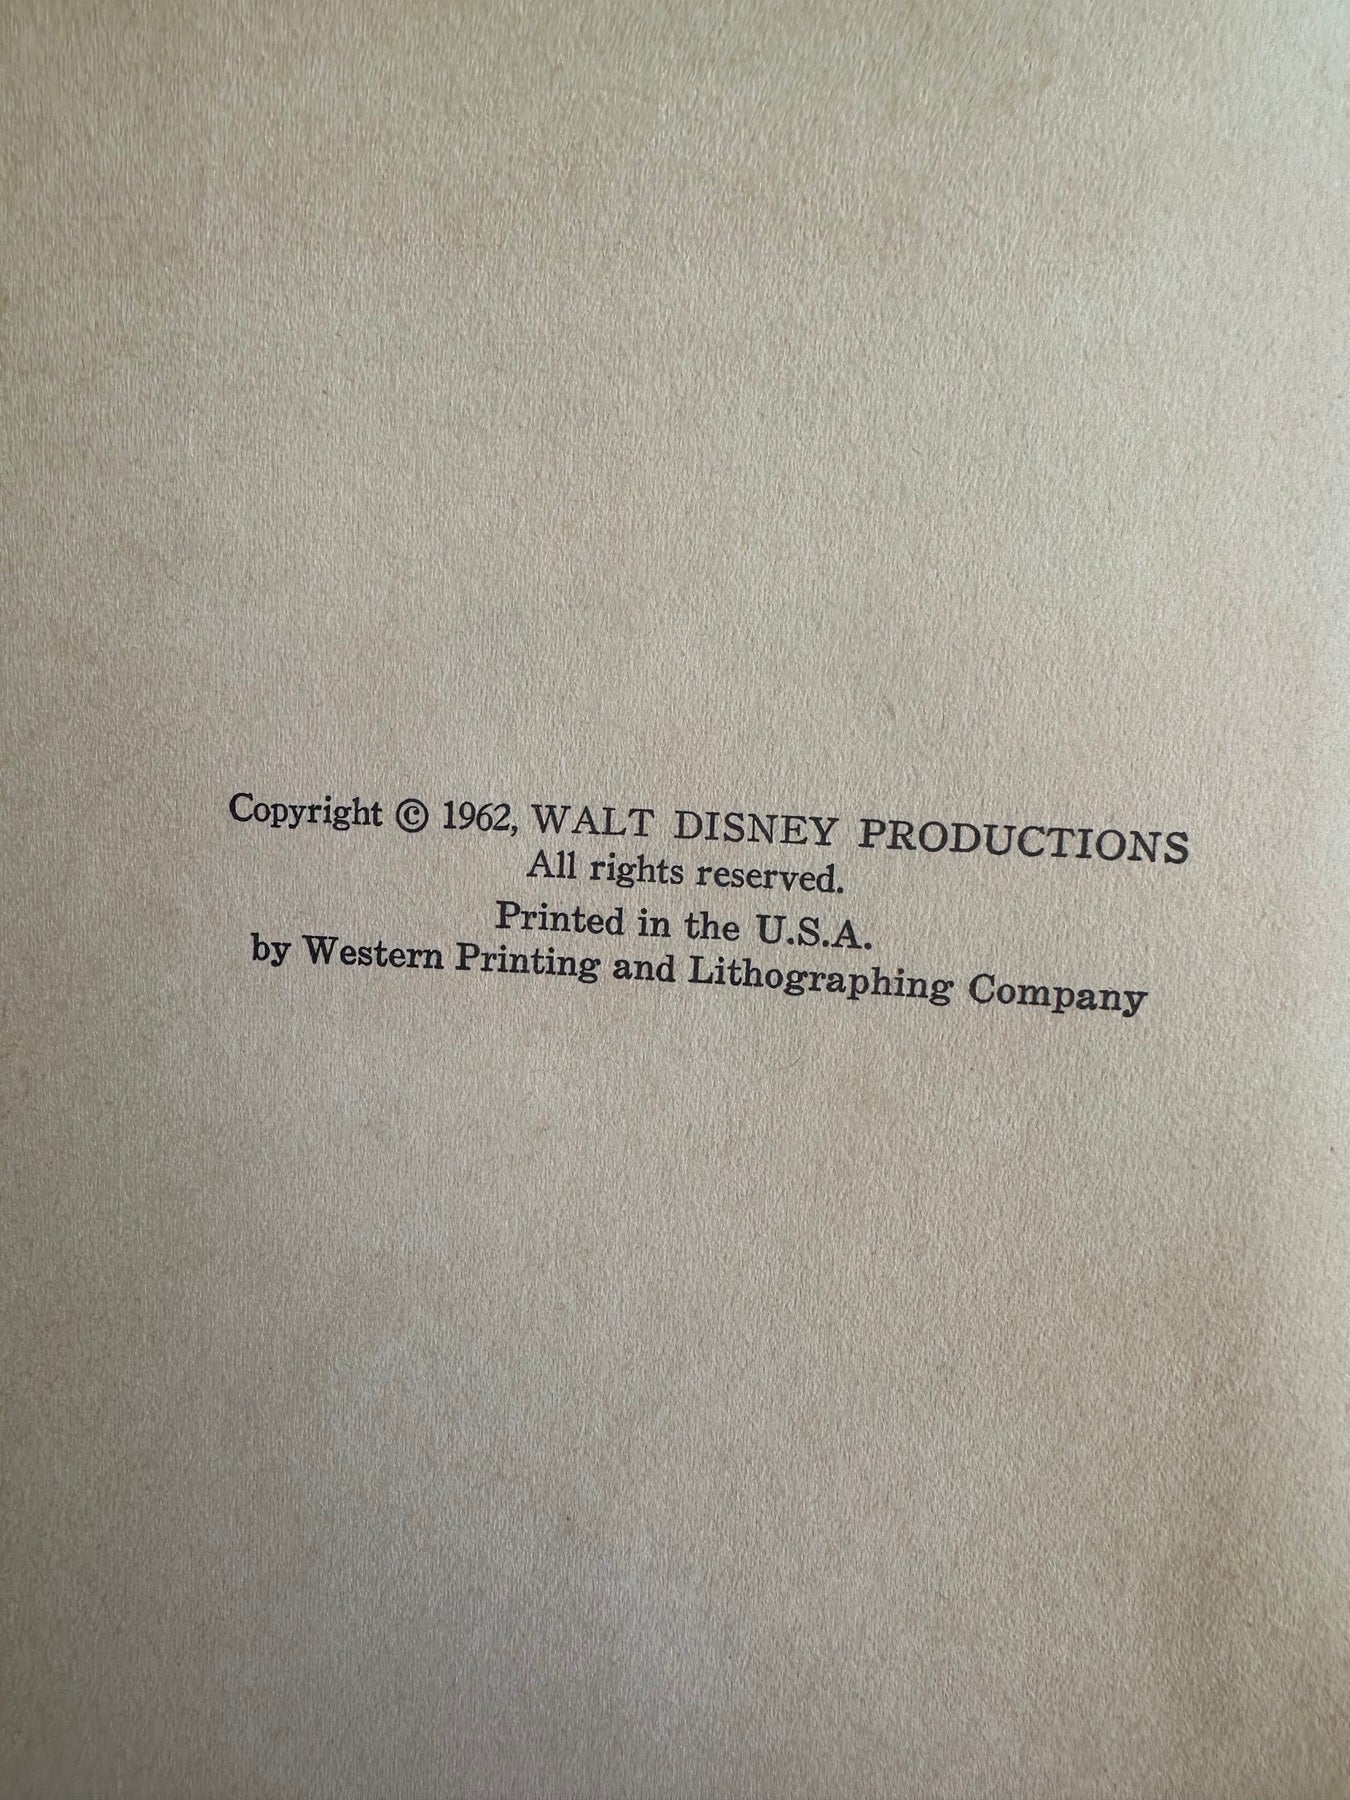 Copyright © 1962, WALT DISNEY PRODUCTIONS
All rights reserved.
Printed in the U.S.A.
by Western Printing and Lithographing Company